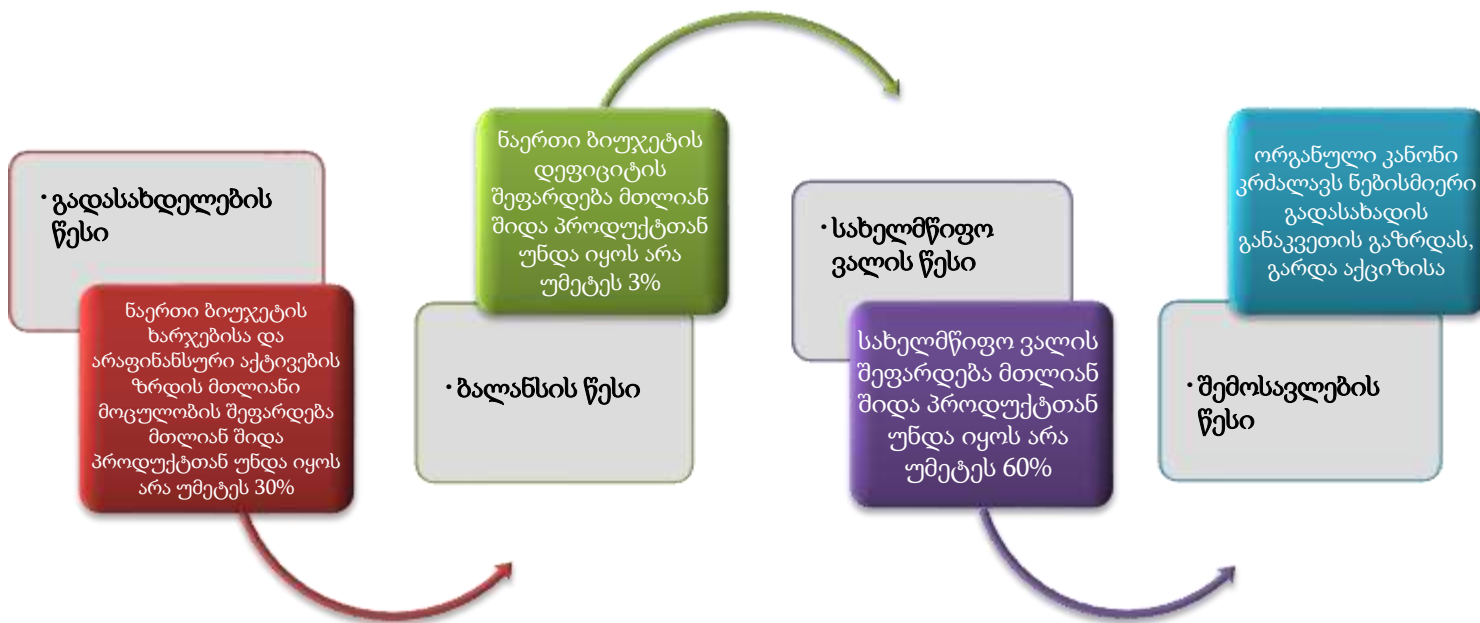 · გადასახდელების
წესი
ნაერთი ბიუჯეტის
ხარჯებისა და
არაფინანსური აქტივების
ზრდის მთლიანი
მოცულობის შეფარდება
მთლიან შიდა
პროდუქტთან უნდა იყოს
არა უმეტეს 30%
ნაერთი ბიუჯეტის
დეფიციტის
შეფარდება მთლიან
შიდა პროდუქტთან
უნდა იყოს არა
უმეტეს 3%
· ბალანსის წესი
· სახელმწიფო
ვალის წესი
სახელმწიფო ვალის
შეფარდება მთლიან
შიდა პროდუქტთან
უნდა იყოს არა
უმეტეს 60%
ორგანული კანონი
კრძალავს ნებისმიერი
გადასახადის
განაკვეთის გაზრდას,
გარდა აქციზისა
· შემოსავლების
წესი